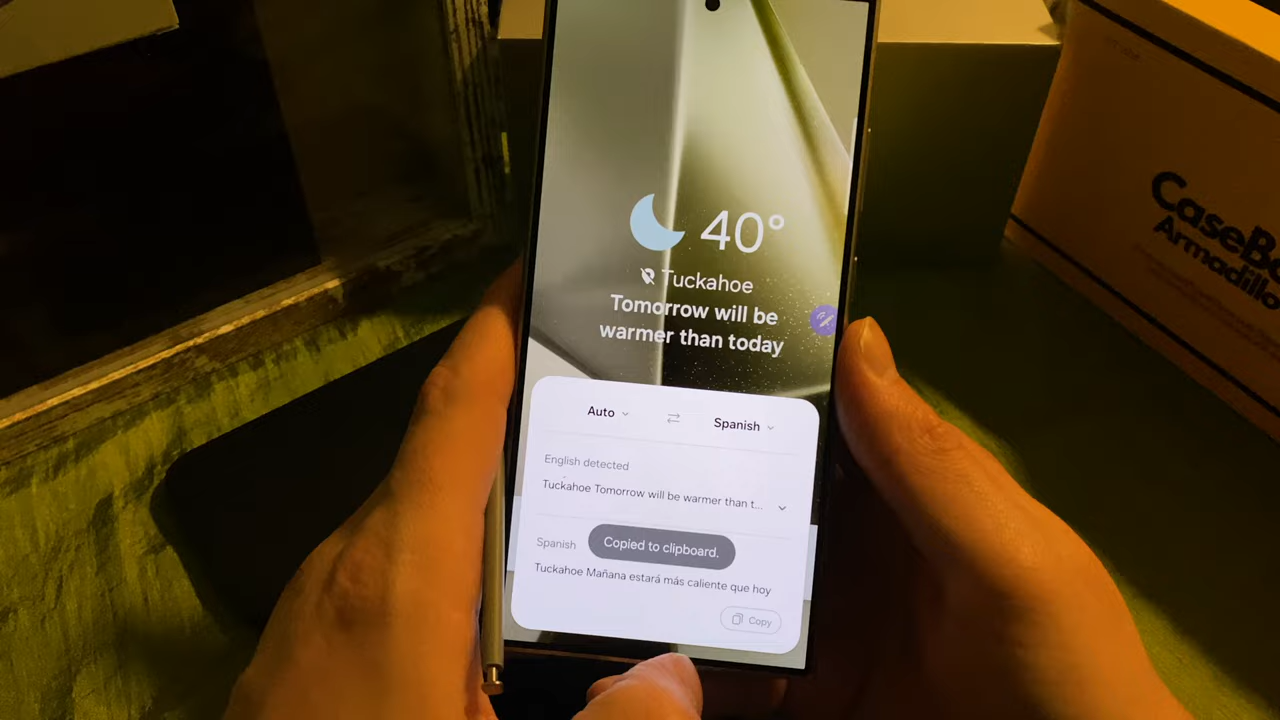 40°
Tuckahoe
Tomorrow will be
warmer than today
Auto
Spanish
English detected
Tuckahoe Tomorrow will be warmer than t...
Spanish
Copied to clipboard.
Tuckahoe Mañana estará más caliente que hoy
Copy
Armadillo